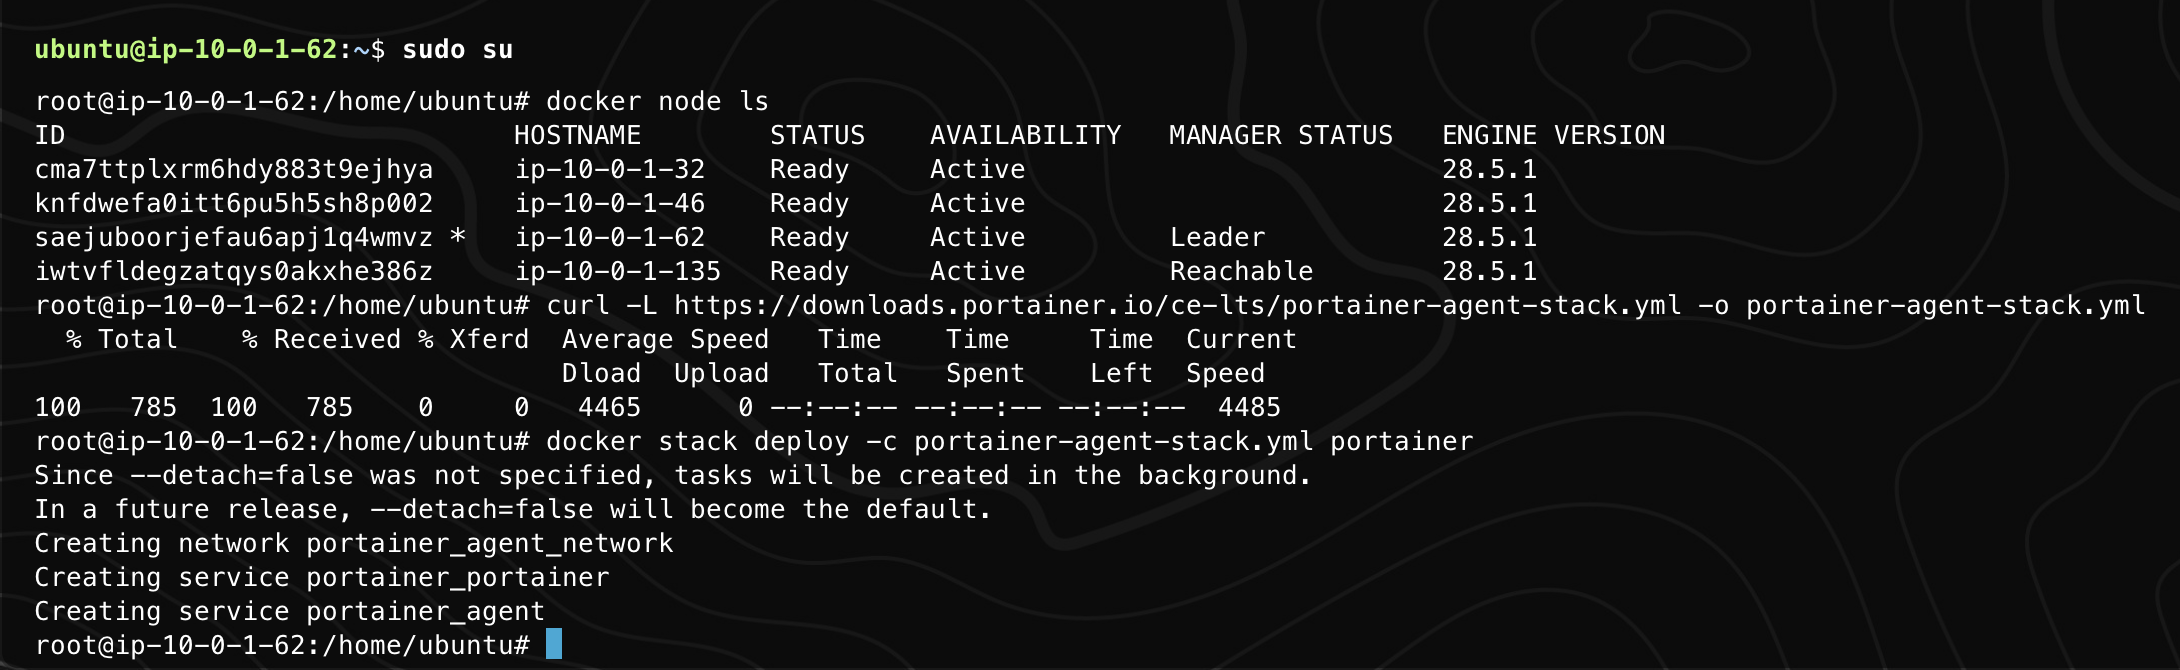 ubuntu@ip-10-0-1-62:~$ sudo su
root@ip-10-0-1-62:/home/ubuntu# docker node ls
ID                            HOSTNAME        STATUS    AVAILABILITY   MANAGER STATUS   ENGINE VERSION
cma7ttplxrm6hdy883t9ejhya     ip-10-0-1-32    Ready     Active                          28.5.1
knfdwefa0itt6pu5h5sh8p002     ip-10-0-1-46    Ready     Active                          28.5.1
saejuboorjefau6apj1q4wmvz *   ip-10-0-1-62    Ready     Active         Leader           28.5.1
iwtvfldegzatqys0akxhe386z     ip-10-0-1-135   Ready     Active         Reachable        28.5.1
root@ip-10-0-1-62:/home/ubuntu# curl -L https://downloads.portainer.io/ce-lts/portainer-agent-stack.yml -o portainer-agent-stack.yml
  % Total    % Received % Xferd  Average Speed   Time    Time     Time  Current
                                 Dload  Upload   Total   Spent    Left  Speed
100   785  100   785    0     0   4465      0 --:--:-- --:--:-- --:--:--  4485
root@ip-10-0-1-62:/home/ubuntu# docker stack deploy -c portainer-agent-stack.yml portainer
Since --detach=false was not specified, tasks will be created in the background.
In a future release, --detach=false will become the default.
Creating network portainer_agent_network
Creating service portainer_portainer
Creating service portainer_agent
root@ip-10-0-1-62:/home/ubuntu#